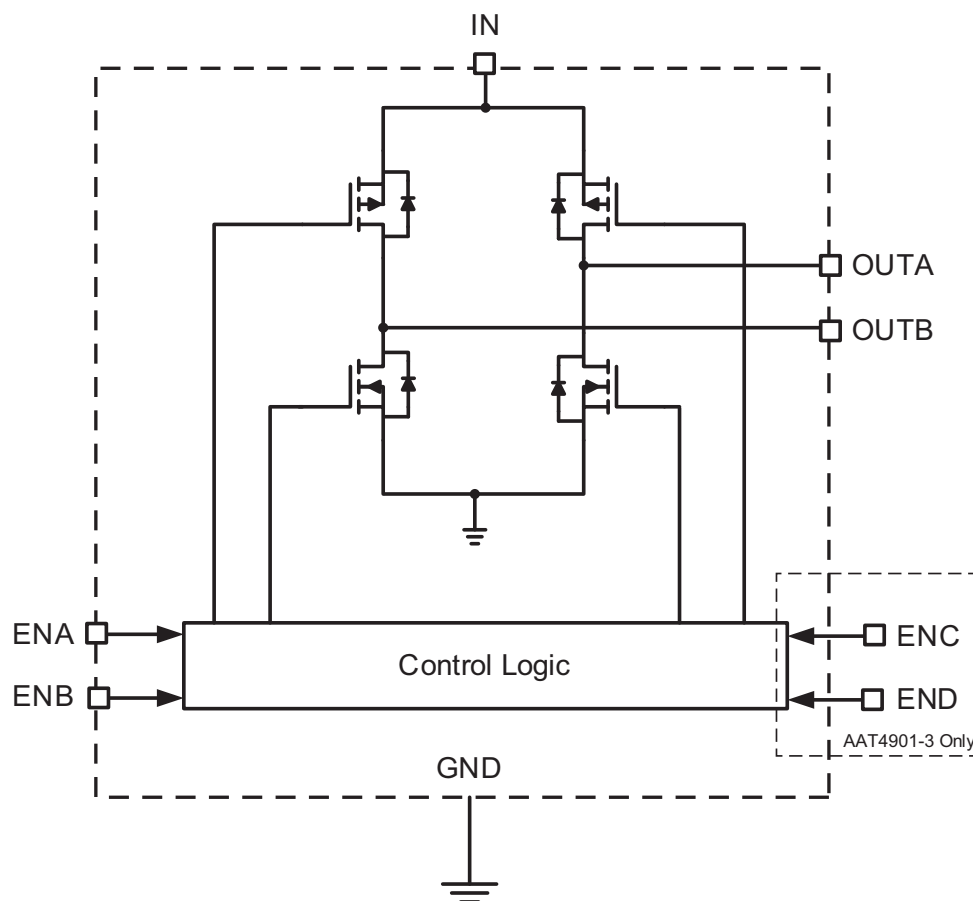 IN
OUTA
OUTB
ENA
ENC
Control Logic
ENB
END
AAT4901-3 Only
GND